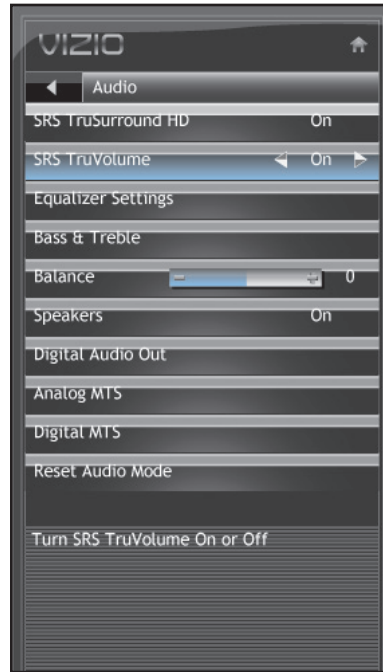 VIZIO
Audio
SRS TruSurround HD On
SRS TruVolume On
Equalizer Settings
Bass & Treble
Balance 0
Speakers On
Digital Audio Out
Analog MTS
Digital MTS
Reset Audio Mode
Turn SRS TruVolume On or Off